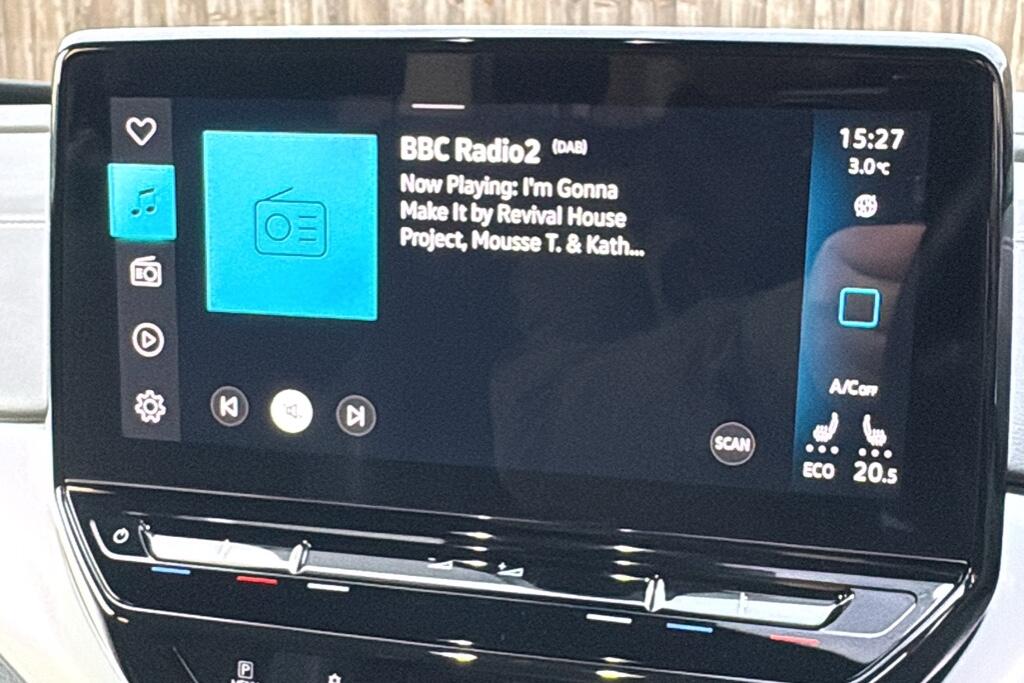 BBC Radio2 (DAB)
Now Playing: I'm Gonna
Make It by Revival House
Project, Mousse T. & Kath...
15:27
3.0°C
A/C OFF
ECO 20.5
SCAN
P